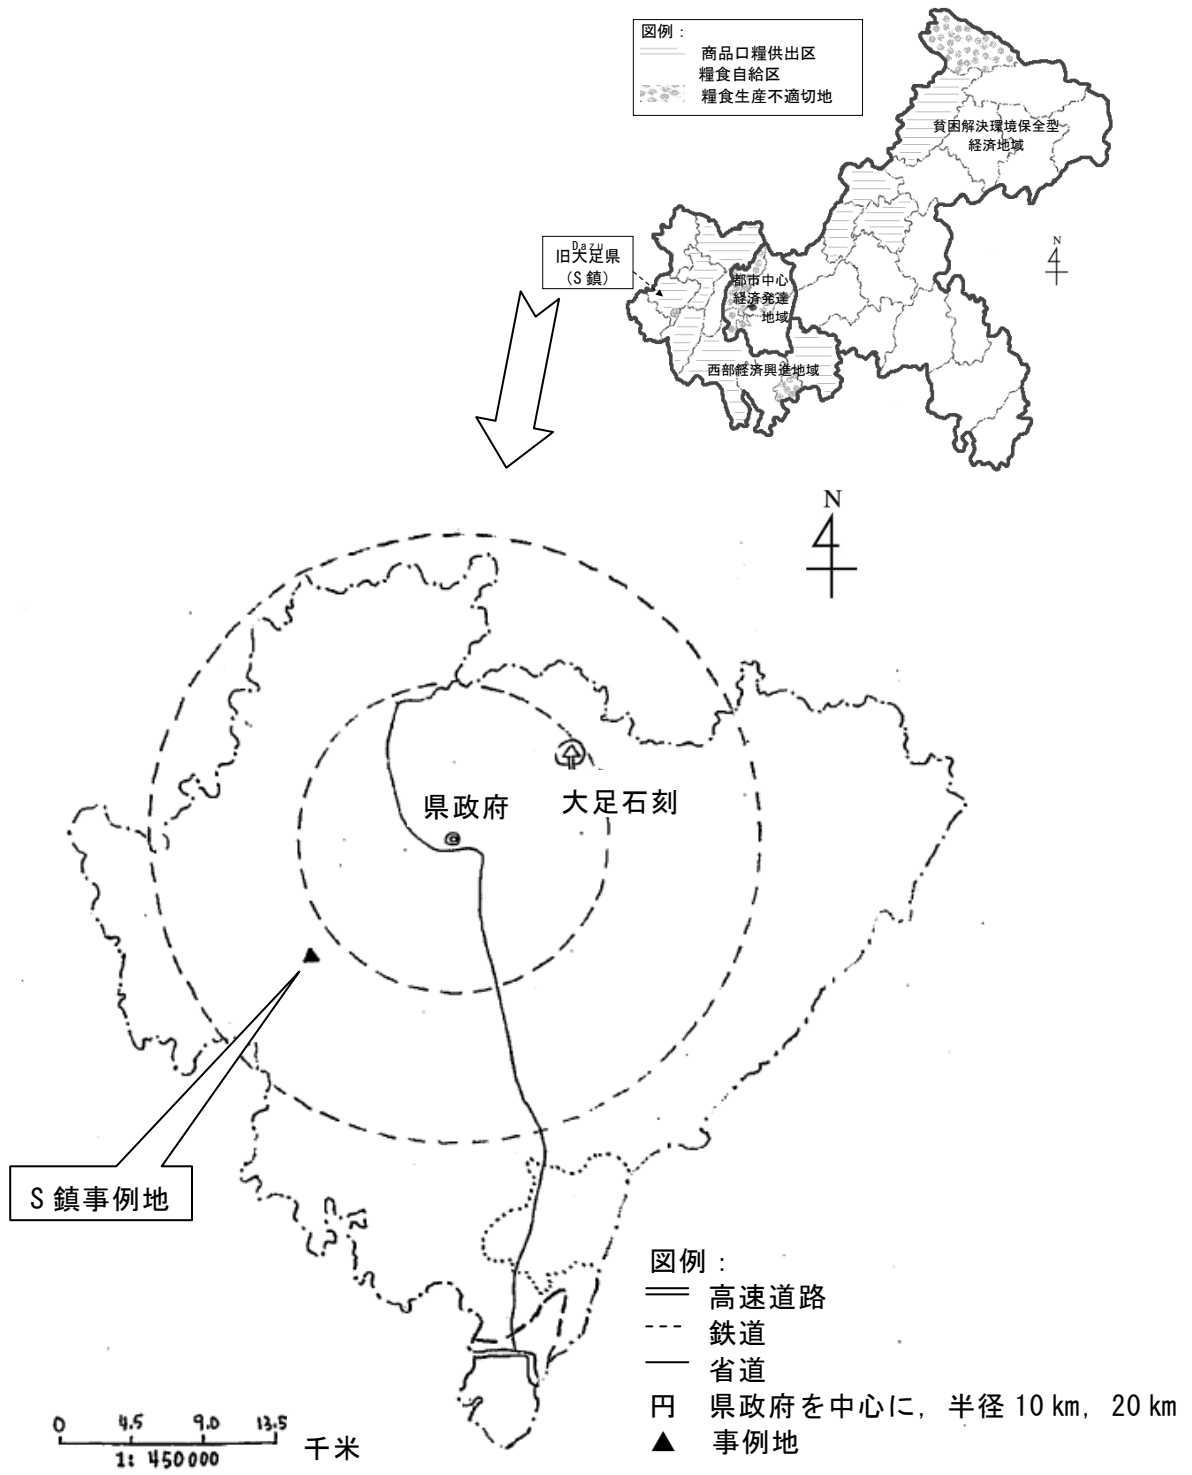 図例：
商品口糧供出区
糧食自給区
糧食生産不適切地
貧困解決環境保全型
経済地域
N
Dazu
旧大足県
（S 鎮）
都市中心
経済発達
地域
西部経済興進地域
N
県政府
大足石刻
S 鎮事例地
図例：
高速道路
鉄道
省道
円 県政府を中心に，半径 10 km，20 km
▲ 事例地
0 4.5 9.0 13.5
1: 450000
千米